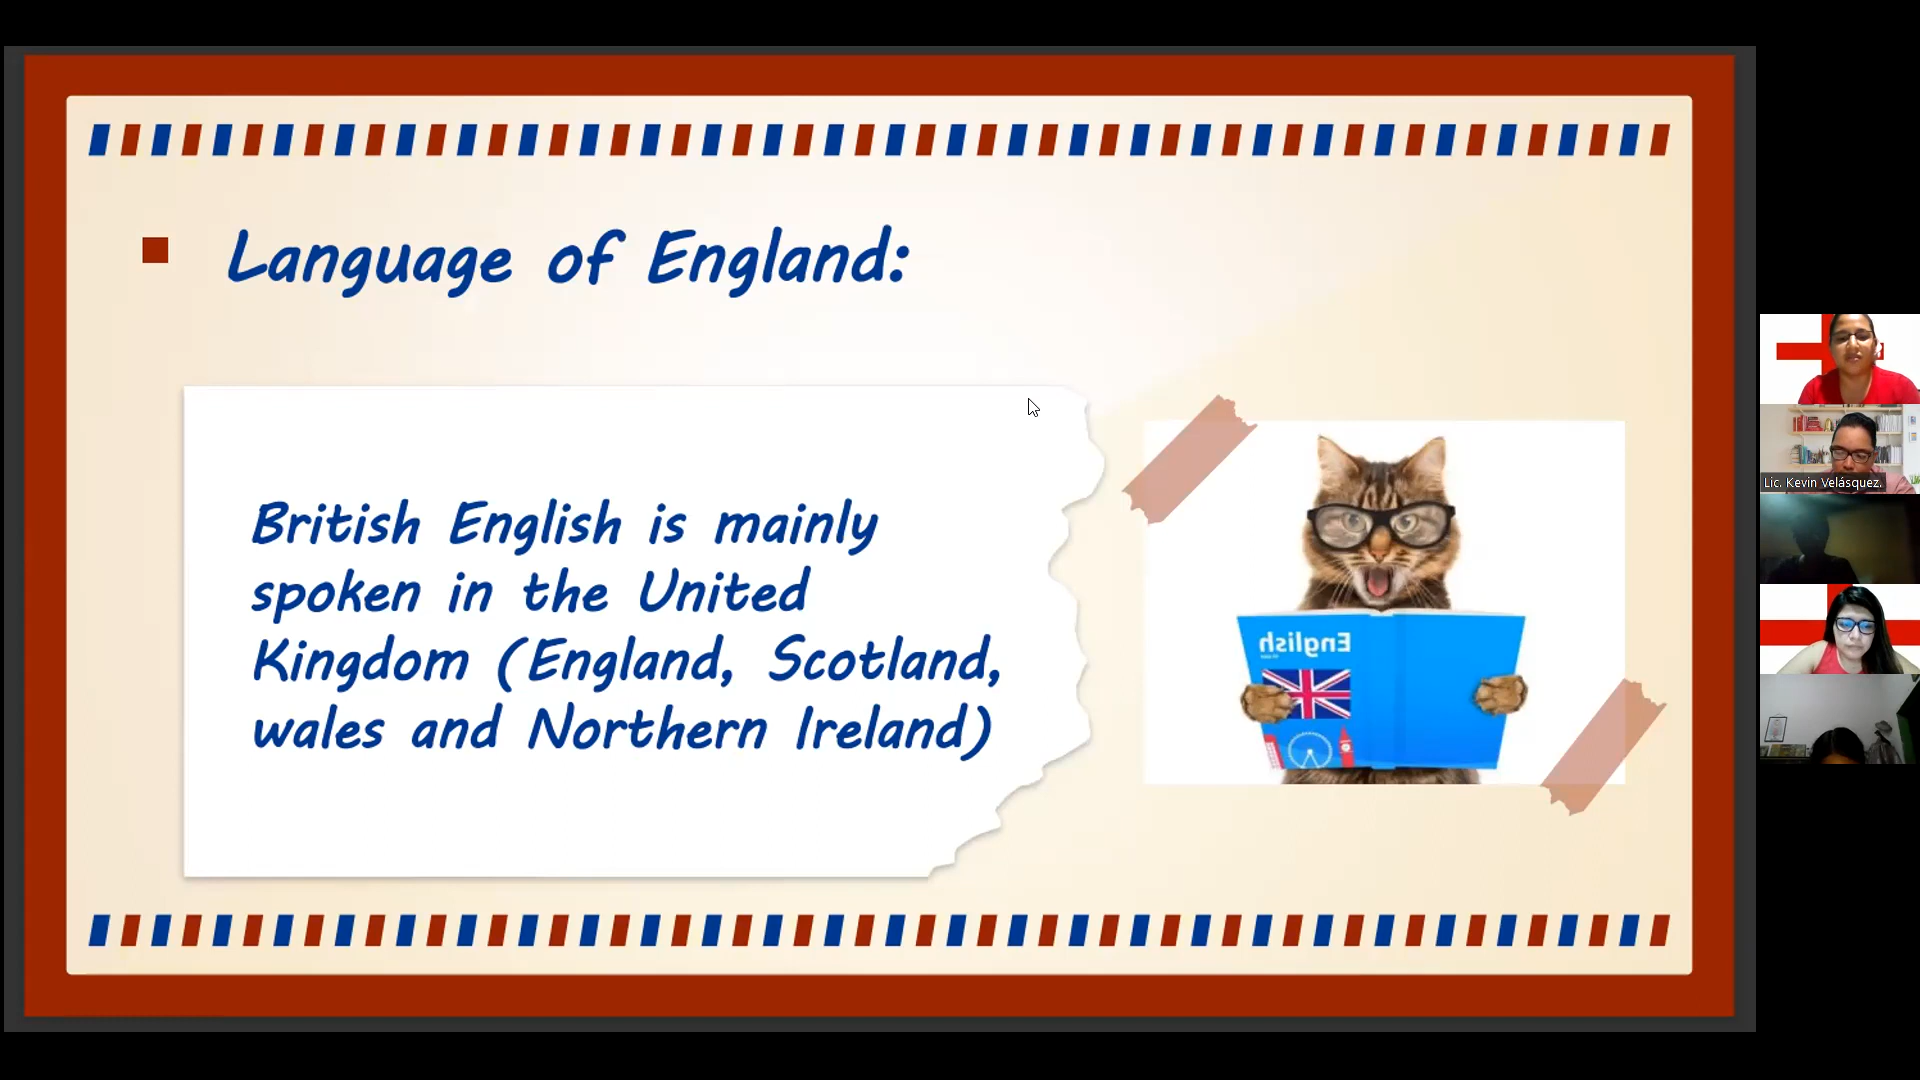 Language of England:
British English is mainly
spoken in the United
Kingdom (England, Scotland,
wales and Northern Ireland)
English
Lic. Kevin Velásquez.